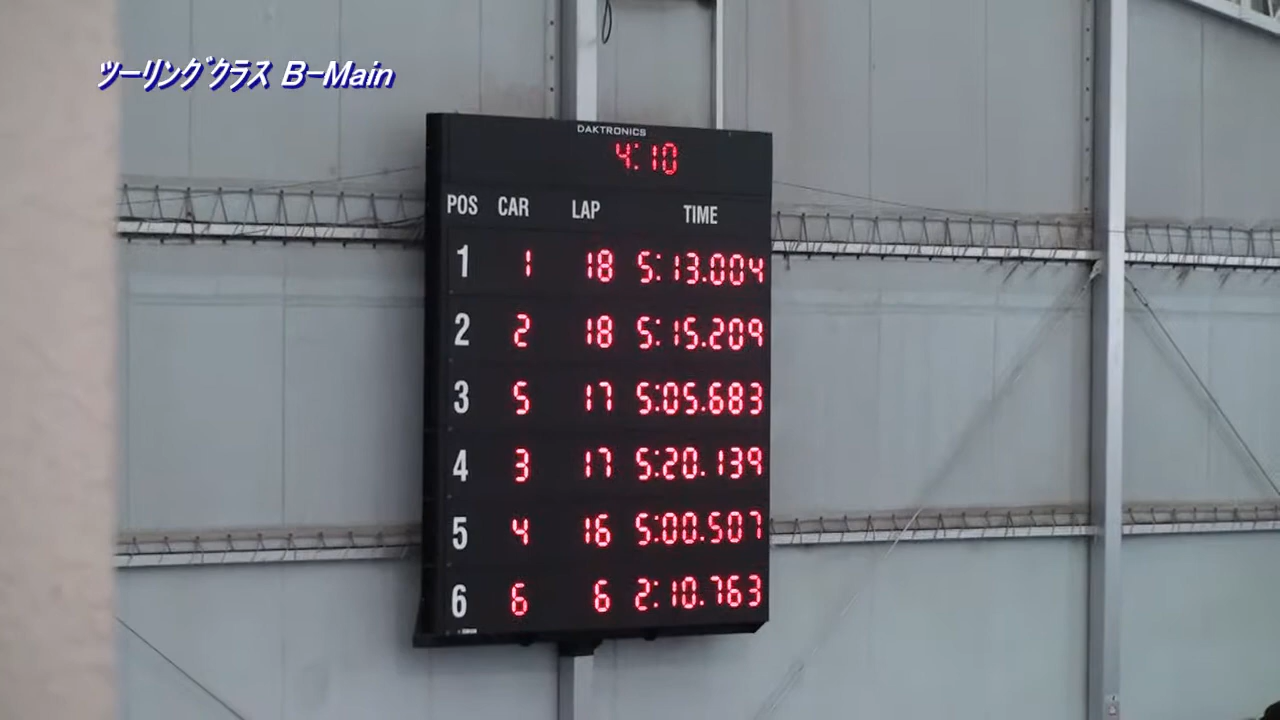 ツーリングクラス B-Main
DAKTRONICS
4:10
POS CAR LAP TIME
1 1 18 5:13.004
2 2 18 5:15.209
3 5 17 5:05.683
4 3 17 5:20.139
5 4 16 5:00.507
6 6 6 2:10.763